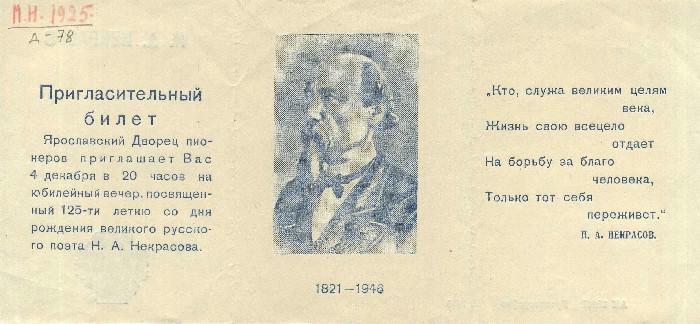 М.Н. 1925
Д-78
Пригласительный
билет
Ярославский Дворец пио-
неров приглашает Вас
4 декабря в 20 часов на
юбилейный вечер, посвящен-
ный 125-ти летию со дня
рождения великого русско-
го поэта Н. А. Некрасова.
1821—1946
„Кто, служа великим целям
века,
Жизнь свою всецело
отдает
На борьбу за благо
человека,
Только тот себя
переживет."
Н. А. НЕКРАСОВ.